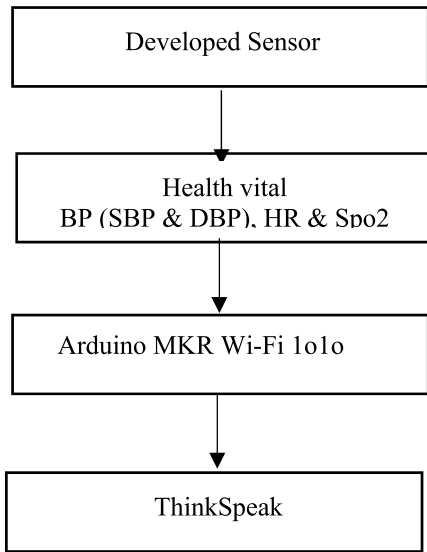 Developed Sensor
Health vital
BP (SBP & DBP), HR & Spo2
Arduino MKR Wi-Fi 1o1o
ThinkSpeak